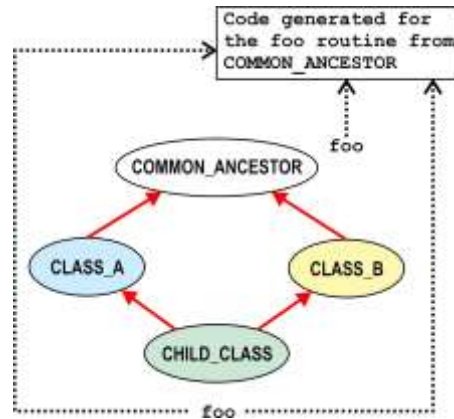 Code generated for
the foo routine from
COMMON_ANCESTOR
foo
COMMON_ANCESTOR
CLASS_A
CLASS_B
CHILD_CLASS
foo